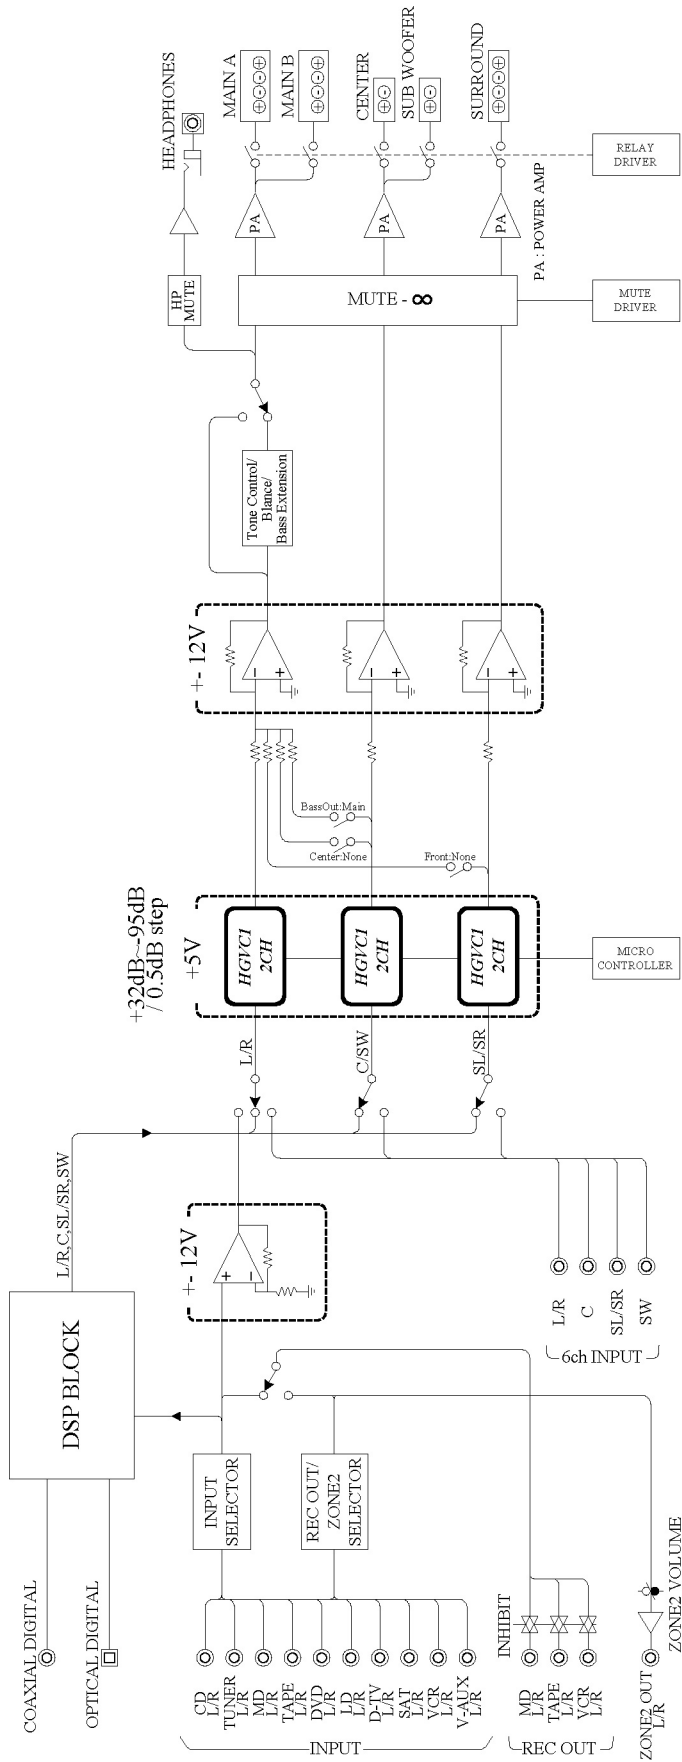 COAXIAL DIGITAL
OPTICAL DIGITAL
DSP BLOCK
L/R,C,SL/SR,SW
INPUT
CD
L/R
TUNER
L/R
MD
L/R
TAPE
L/R
DVD
L/R
LD
L/R
D-TV
L/R
SAT
L/R
VCR
L/R
V-AUX
L/R
INPUT
SELECTOR
REC OUT/
ZONE2
SELECTOR
REC OUT
MD
L/R
TAPE
L/R
VCR
L/R
INHIBIT
ZONE2 OUT
L/R
ZONE2 VOLUME
+- 12V
+
-
6ch INPUT
L/R
C
SL/SR
SW
L/R
C/SW
SL/SR
+32dB~-95dB
/ 0.5dB step
+5V
HGVC1
2CH
HGVC1
2CH
HGVC1
2CH
MICRO
CONTROLLER
BassOut:Main
Center:None
Front:None
+- 12V
-
+
-
+
-
+
Tone Control/
Blance/
Bass Extension
HP
MUTE
MUTE - ∞
MUTE
DRIVER
PA
PA
PA
PA : POWER AMP
RELAY
DRIVER
HEADPHONES
MAIN A
MAIN B
CENTER
SUB WOOFER
SURROUND